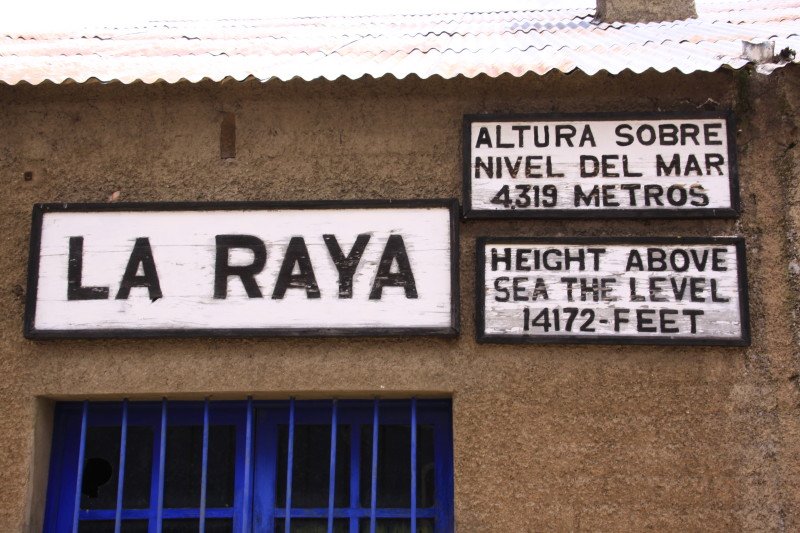 LA RAYA
ALTURA SOBRE
NIVEL DEL MAR
4319 METROS
HEIGHT ABOVE
SEA THE LEVEL
14172-FEET